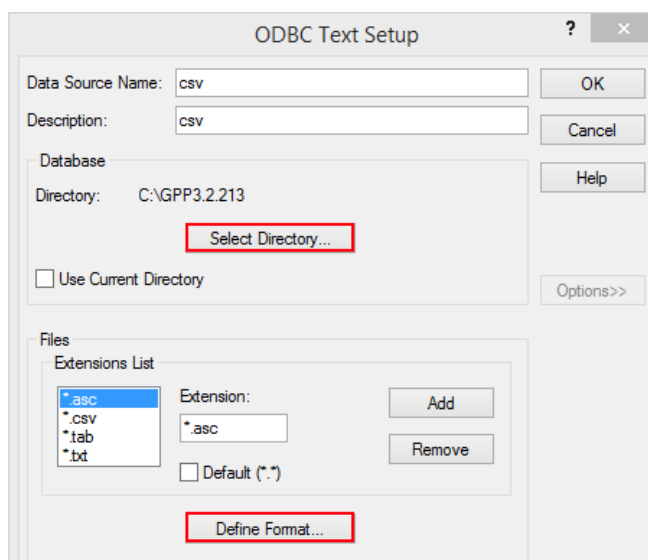 ODBC Text Setup
? ×
Data Source Name: csv
OK
Description: csv
Cancel
Database
Help
Directory: C:\GPP3.2.213
Select Directory...
Use Current Directory
Options>>
Files
Extensions List
*.asc
*.csv
*.tab
*.txt
Extension:
*.asc
Default (*.*)
Add
Remove
Define Format...